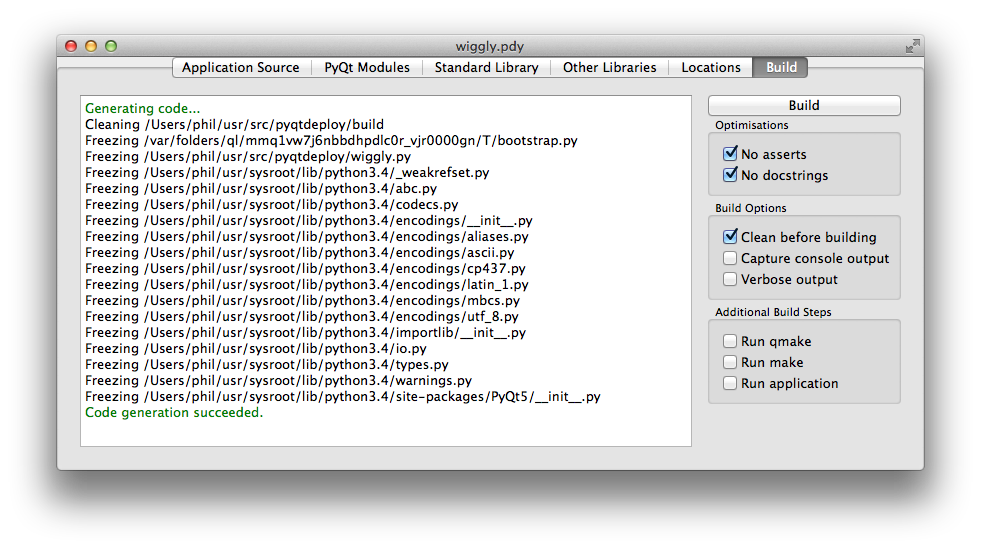 wiggly.pdy
Application Source
PyQt Modules
Standard Library
Other Libraries
Locations
Build
Generating code...
Cleaning /Users/phil/usr/src/pyqtdeploy/build
Freezing /var/folders/ql/mmq1vw7j6nbbdhpdlc0r_vjr0000gn/T/bootstrap.py
Freezing /Users/phil/usr/src/pyqtdeploy/wiggly.py
Freezing /Users/phil/usr/sysroot/lib/python3.4/_weakrefset.py
Freezing /Users/phil/usr/sysroot/lib/python3.4/abc.py
Freezing /Users/phil/usr/sysroot/lib/python3.4/codecs.py
Freezing /Users/phil/usr/sysroot/lib/python3.4/encodings/__init__.py
Freezing /Users/phil/usr/sysroot/lib/python3.4/encodings/aliases.py
Freezing /Users/phil/usr/sysroot/lib/python3.4/encodings/ascii.py
Freezing /Users/phil/usr/sysroot/lib/python3.4/encodings/cp437.py
Freezing /Users/phil/usr/sysroot/lib/python3.4/encodings/latin_1.py
Freezing /Users/phil/usr/sysroot/lib/python3.4/encodings/mbcs.py
Freezing /Users/phil/usr/sysroot/lib/python3.4/encodings/utf_8.py
Freezing /Users/phil/usr/sysroot/lib/python3.4/importlib/__init__.py
Freezing /Users/phil/usr/sysroot/lib/python3.4/io.py
Freezing /Users/phil/usr/sysroot/lib/python3.4/types.py
Freezing /Users/phil/usr/sysroot/lib/python3.4/warnings.py
Freezing /Users/phil/usr/sysroot/lib/python3.4/site-packages/PyQt5/__init__.py
Code generation succeeded.
Build
Optimisations
No asserts
No docstrings
Build Options
Clean before building
Capture console output
Verbose output
Additional Build Steps
Run qmake
Run make
Run application